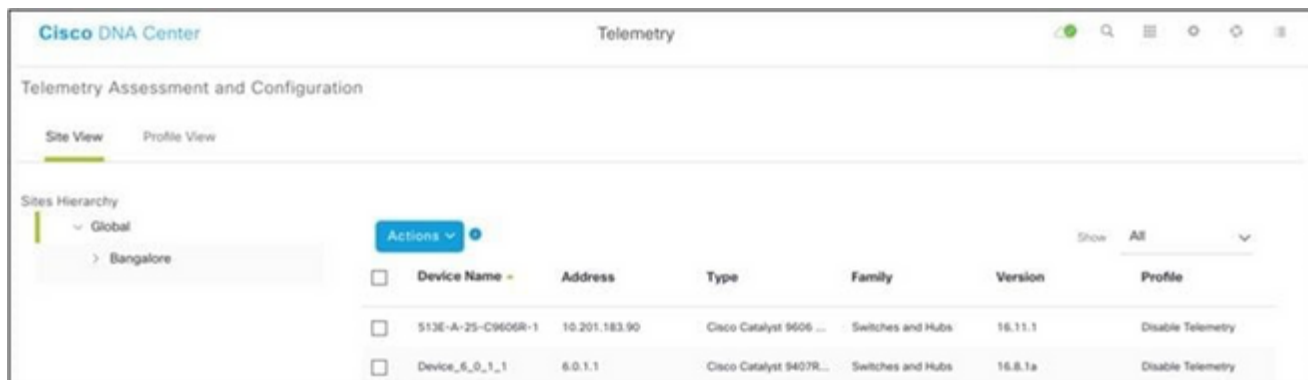 Cisco DNA Center Telemetry
Telemetry Assessment and Configuration
Site View Profile View
Sites Hierarchy
Global
Bangalore
Actions
Show All
Device Name Address Type Family Version Profile
S13E-A-25-C9606R-1 10.201.183.90 Cisco Catalyst 9606 ... Switches and Hubs 16.11.1 Disable Telemetry
Device_6_0_1_1 6.0.1.1 Cisco Catalyst 9407R... Switches and Hubs 16.8.1a Disable Telemetry